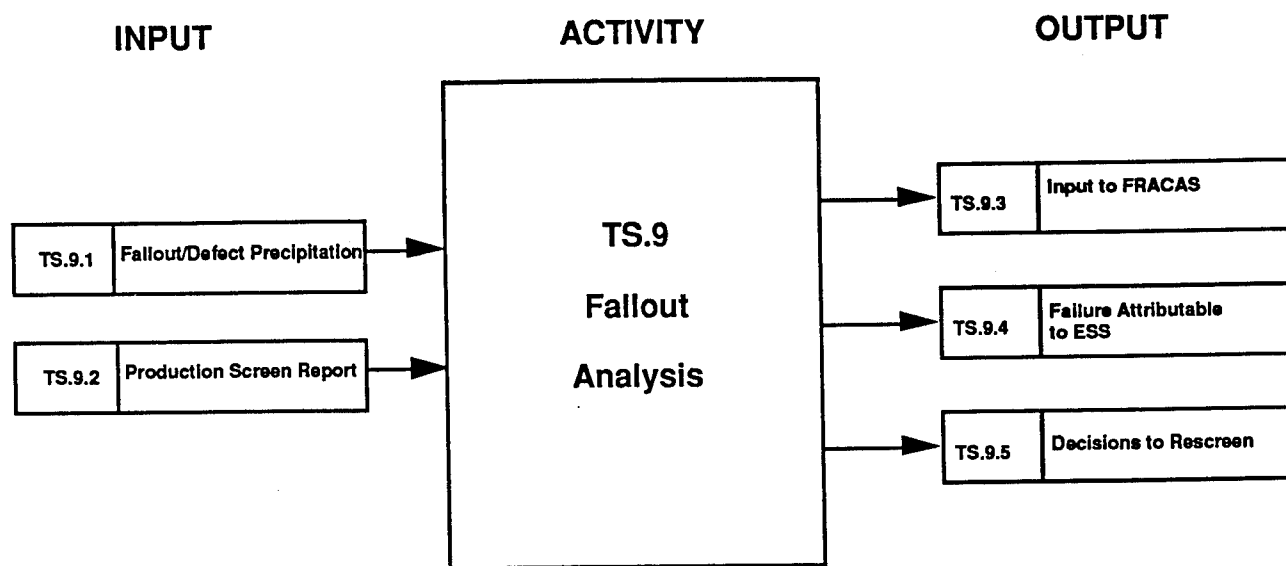 INPUT
ACTIVITY
OUTPUT
TS.9.1
Fallout/Defect Precipitation
TS.9.2
Production Screen Report
TS.9
Fallout
Analysis
TS.9.3
Input to FRACAS
TS.9.4
Failure Attributable
to ESS
TS.9.5
Decisions to Rescreen